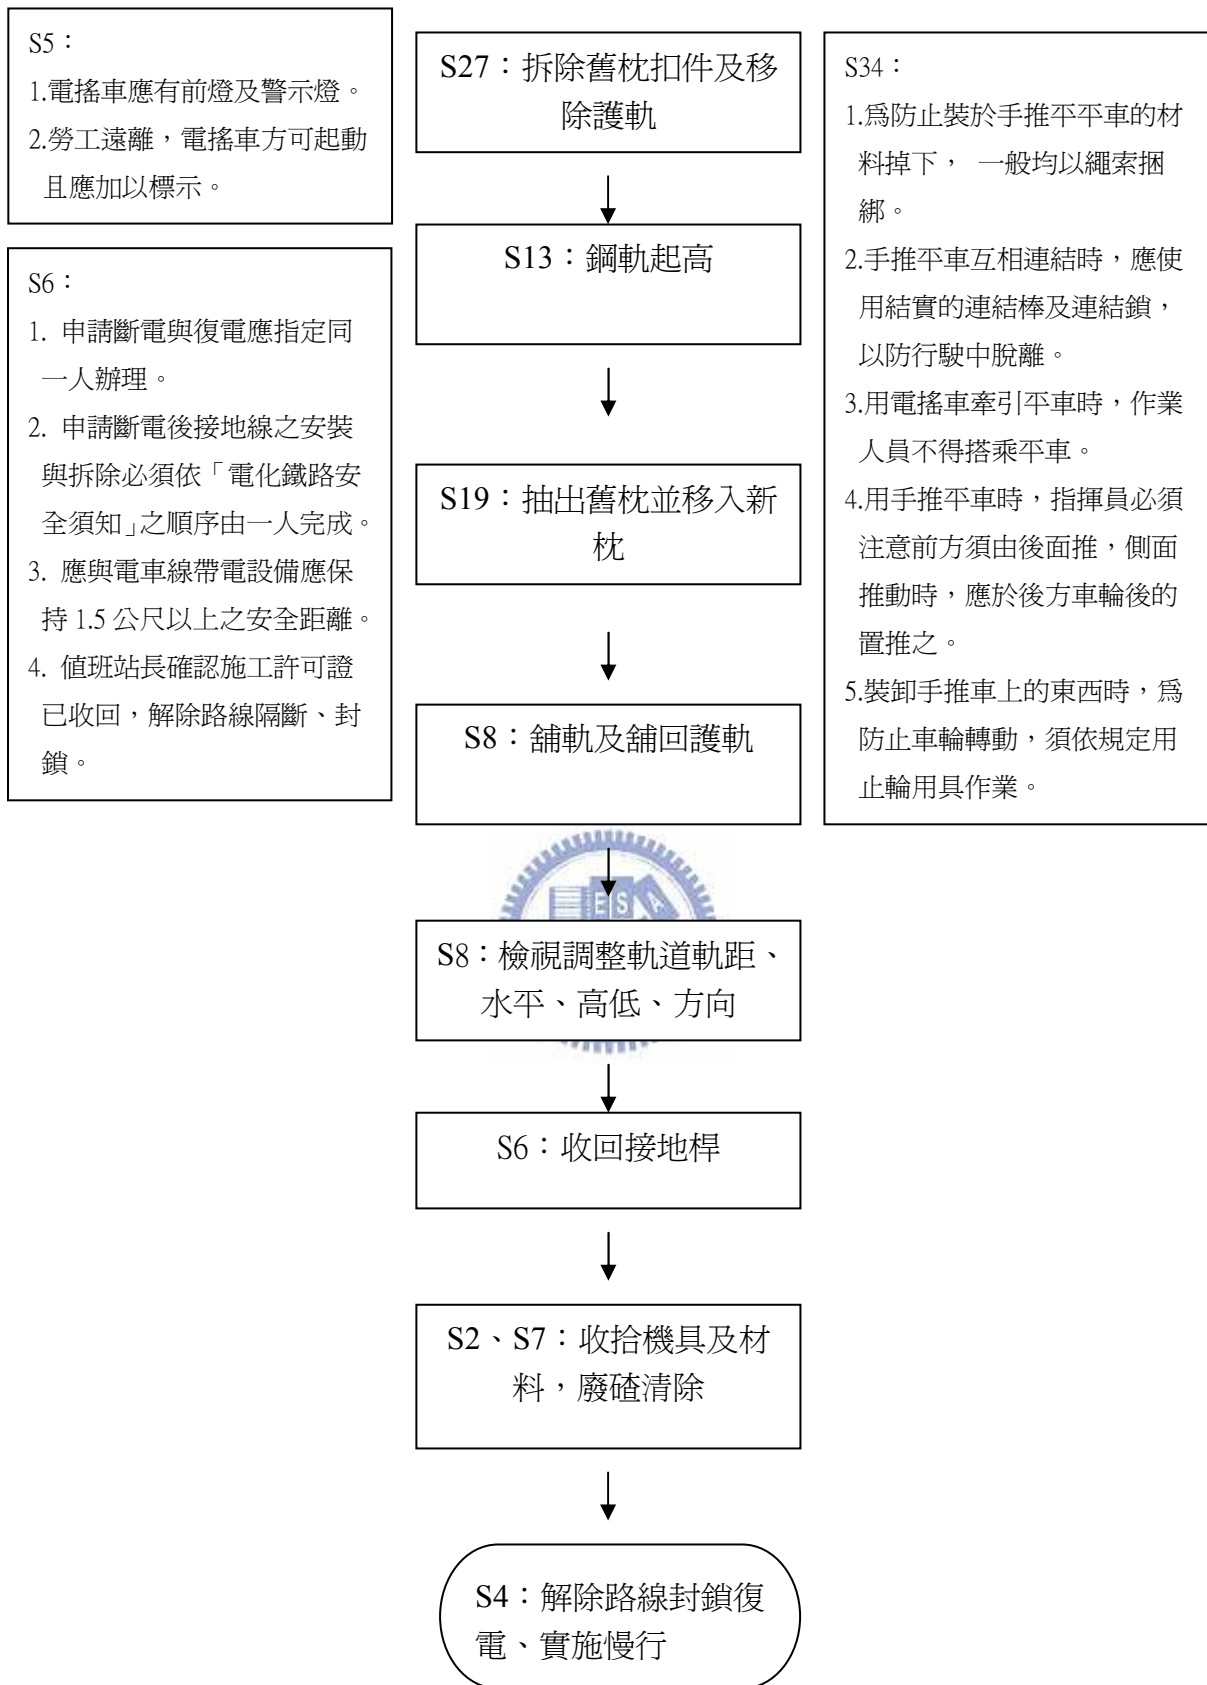 S5：
1.電搖車應有前燈及警示燈。
2.勞工遠離，電搖車方可起動
且應加以標示。
S6：
1. 申請斷電與復電應指定同
一人辦理。
2. 申請斷電後接地線之安裝
與拆除必須依「電化鐵路安
全須知」之順序由一人完成。
3. 應與電車線帶電設備應保
持 1.5 公尺以上之安全距離。
4. 值班站長確認施工許可證
已收回，解除路線隔斷、封
鎖。
S27：拆除舊枕扣件及移
除護軌
S13：鋼軌起高
S19：抽出舊枕並移入新
枕
S8：舖軌及舖回護軌
ES
S8：檢視調整軌道軌距、
水平、高低、方向
S6：收回接地桿
S2、S7：收拾機具及材
料，廢碴清除
S4：解除路線封鎖復
電、實施慢行
S34：
1.為防止裝於手推平平車的材
料掉下， 一般均以繩索捆
綁。
2.手推平車互相連結時，應使
用結實的連結棒及連結鎖，
以防行駛中脫離。
3.用電搖車牽引平車時，作業
人員不得搭乘平車。
4.用手推平車時，指揮員必須
注意前方須由後面推，側面
推動時，應於後方車輪後的
置推之。
5.裝卸手推車上的東西時，為
防止車輪轉動，須依規定用
止輪用具作業。